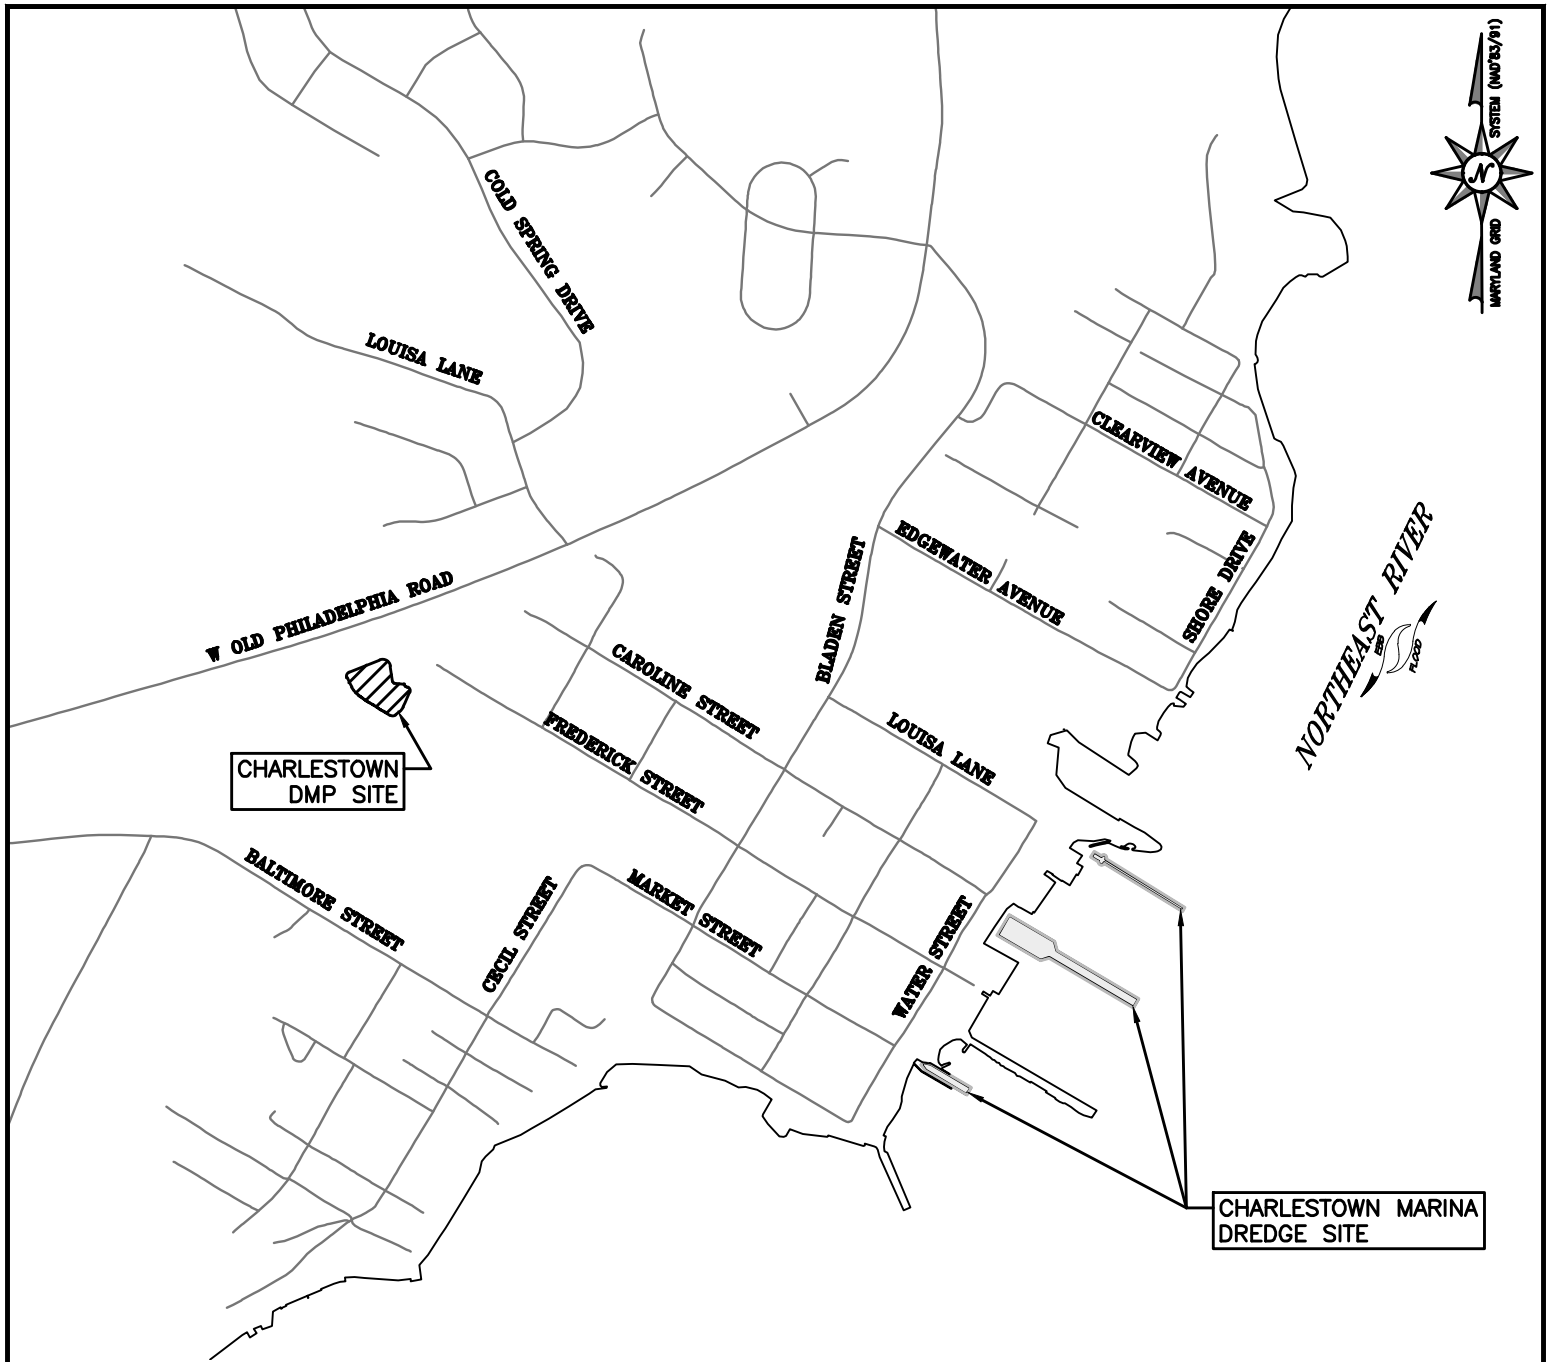 SYSTEM (NAD'83/91)
N
MARYLAND GRID
COLD SPRING DRIVE
LOUISA LANE
CLEARVIEW AVENUE
EDGEWATER AVENUE
SHORE DRIVE
BLADEN STREET
NORTHEAST RIVER
EBB
FLOOD
W OLD PHILADELPHIA ROAD
CAROLINE STREET
FREDERICK STREET
LOUISA LANE
CHARLESTOWN
DMP SITE
BALTIMORE STREET
CECIL STREET
MARKET STREET
WATER STREET
CHARLESTOWN MARINA
DREDGE SITE